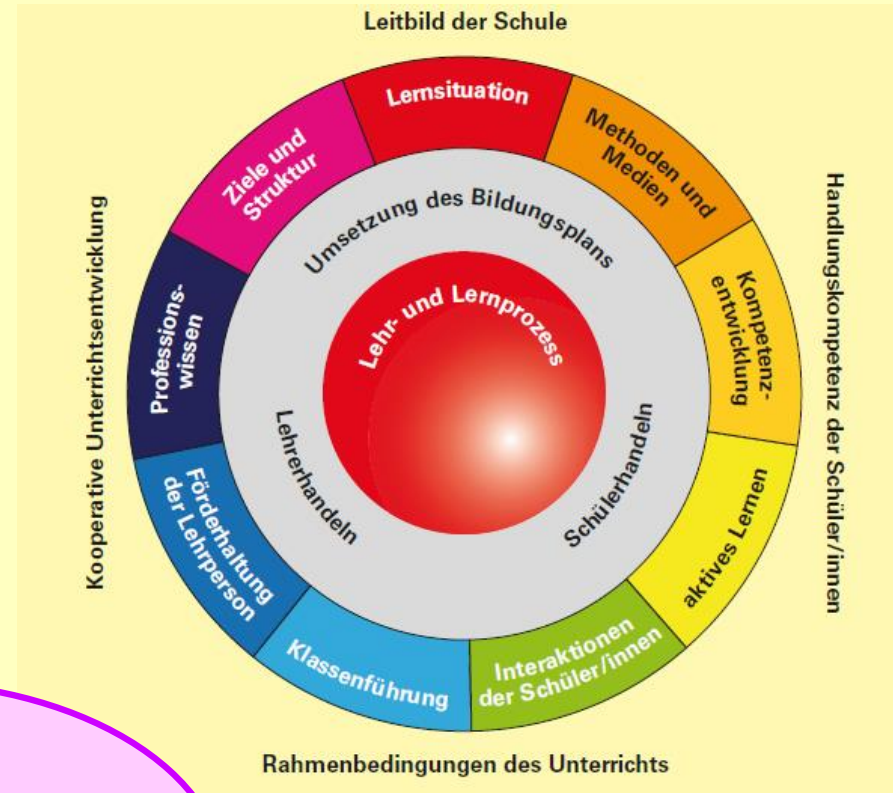 Leitbild der Schule
Lernsituation
Methoden und
Medien
Kompetenz-
entwicklung
aktives Lernen
Interaktionen
der Schüler/innen
Klassenführung
Förderhaltung
der Lehrperson
Professions-
wissen
Ziele und
Struktur
Umsetzung des Bildungsplans
Schülerhandeln
Lehrerhandeln
Lehr- und Lernprozess
Kooperative Unterrichtsentwicklung
Handlungskompetenz der Schüler/innen
Rahmenbedingungen des Unterrichts